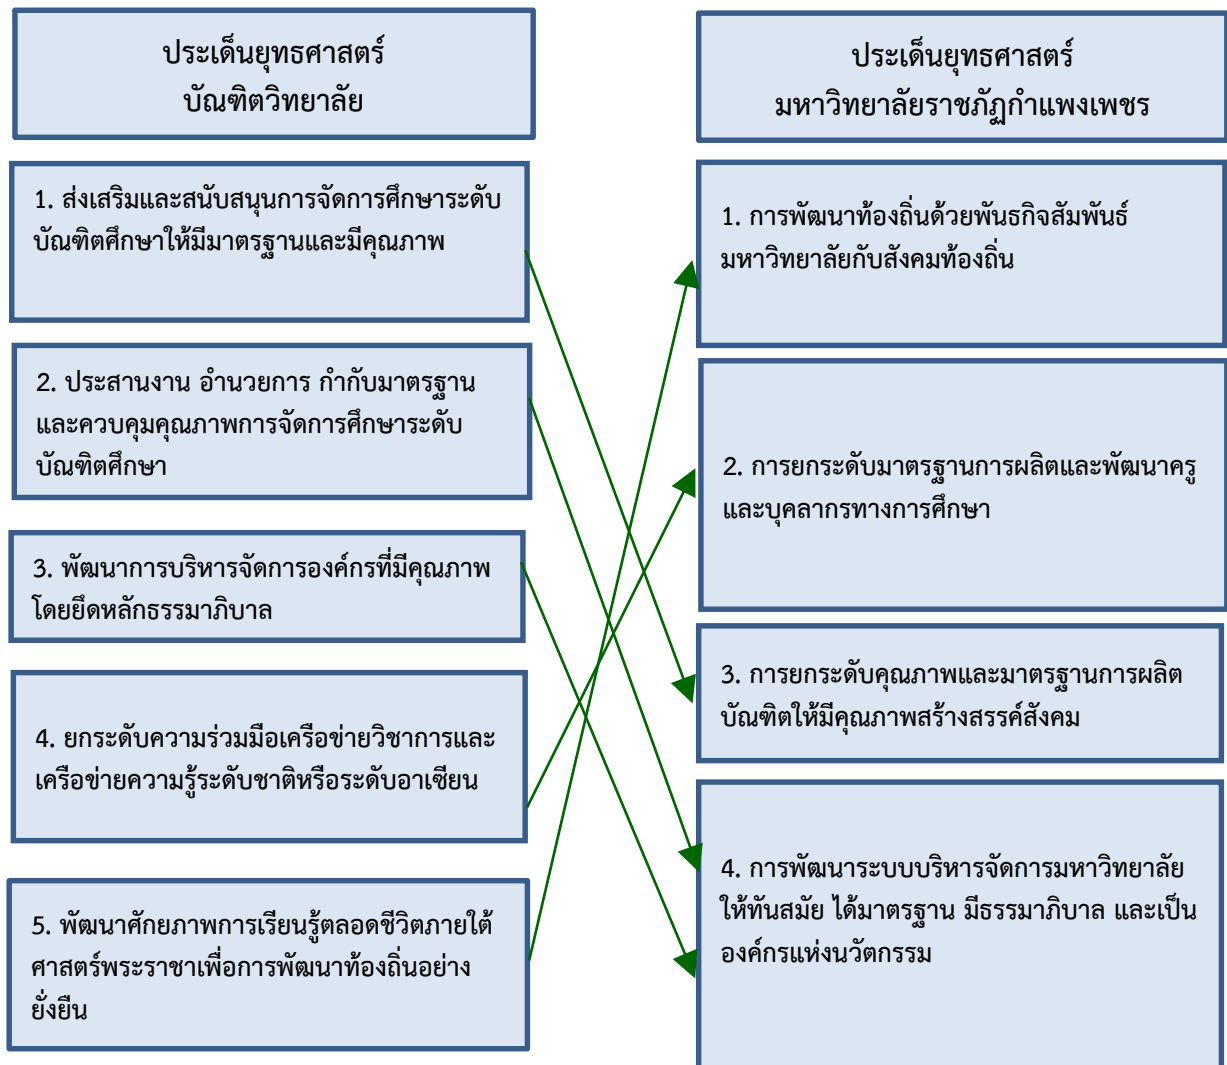 ประเด็นยุทธศาสตร์
บัณฑิตวิทยาลัย
1. ส่งเสริมและสนับสนุนการจัดการศึกษาระดับ
บัณฑิตศึกษาให้มีมาตรฐานและมีคุณภาพ
2. ประสานงาน อำนวยการ กำกับมาตรฐาน
และควบคุมคุณภาพการจัดการศึกษาระดับ
บัณฑิตศึกษา
3. พัฒนาการบริหารจัดการองค์กรที่มีคุณภาพ
โดยยึดหลักธรรมาภิบาล
4. ยกระดับความร่วมมือเครือข่ายวิชาการและ
เครือข่ายความรู้ระดับชาติหรือระดับอาเซียน
5. พัฒนาศักยภาพการเรียนรู้ตลอดชีวิตภายใต้
ศาสตร์พระราชาเพื่อการพัฒนาท้องถิ่นอย่าง
ยั่งยืน
ประเด็นยุทธศาสตร์
มหาวิทยาลัยราชภัฏกำแพงเพชร
1. การพัฒนาท้องถิ่นด้วยพันธกิจสัมพันธ์
มหาวิทยาลัยกับสังคมท้องถิ่น
2. การยกระดับมาตรฐานการผลิตและพัฒนาครู
และบุคลากรทางการศึกษา
3. การยกระดับคุณภาพและมาตรฐานการผลิต
บัณฑิตให้มีคุณภาพสร้างสรรค์สังคม
4. การพัฒนาระบบบริหารจัดการมหาวิทยาลัย
ให้ทันสมัย ได้มาตรฐาน มีธรรมาภิบาล และเป็น
องค์กรแห่งนวัตกรรม